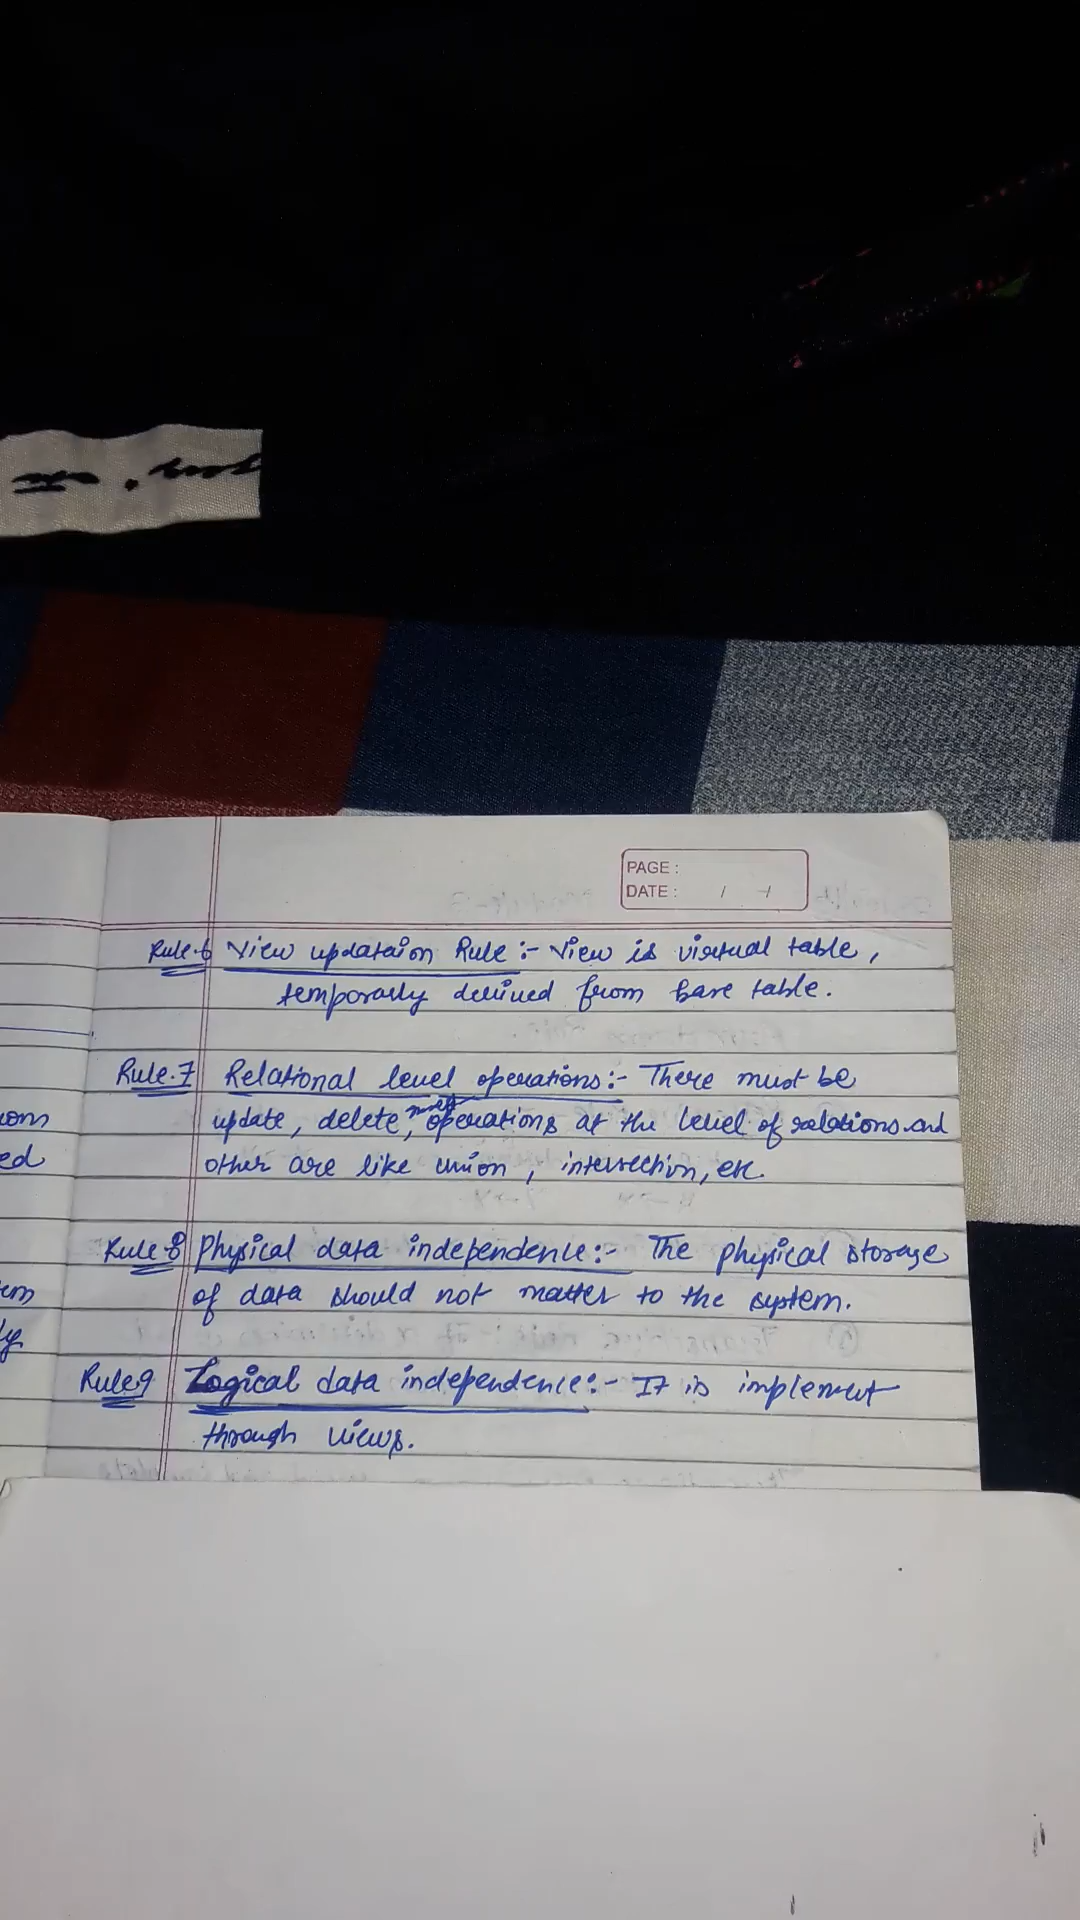 PAGE :
DATE : / /
Rule.6 View updataion Rule :- View is virtual table ,
temporarly derived from base table.
Rule.7 Relational level operations :- There must be
update, delete, operations at the level of relations and
other are like union , intersection, etc.
Rule 8 Physical data independence :- The physical storage
of data should not matter to the system.
Rule.9 Logical data independence :- It is implement
through views.